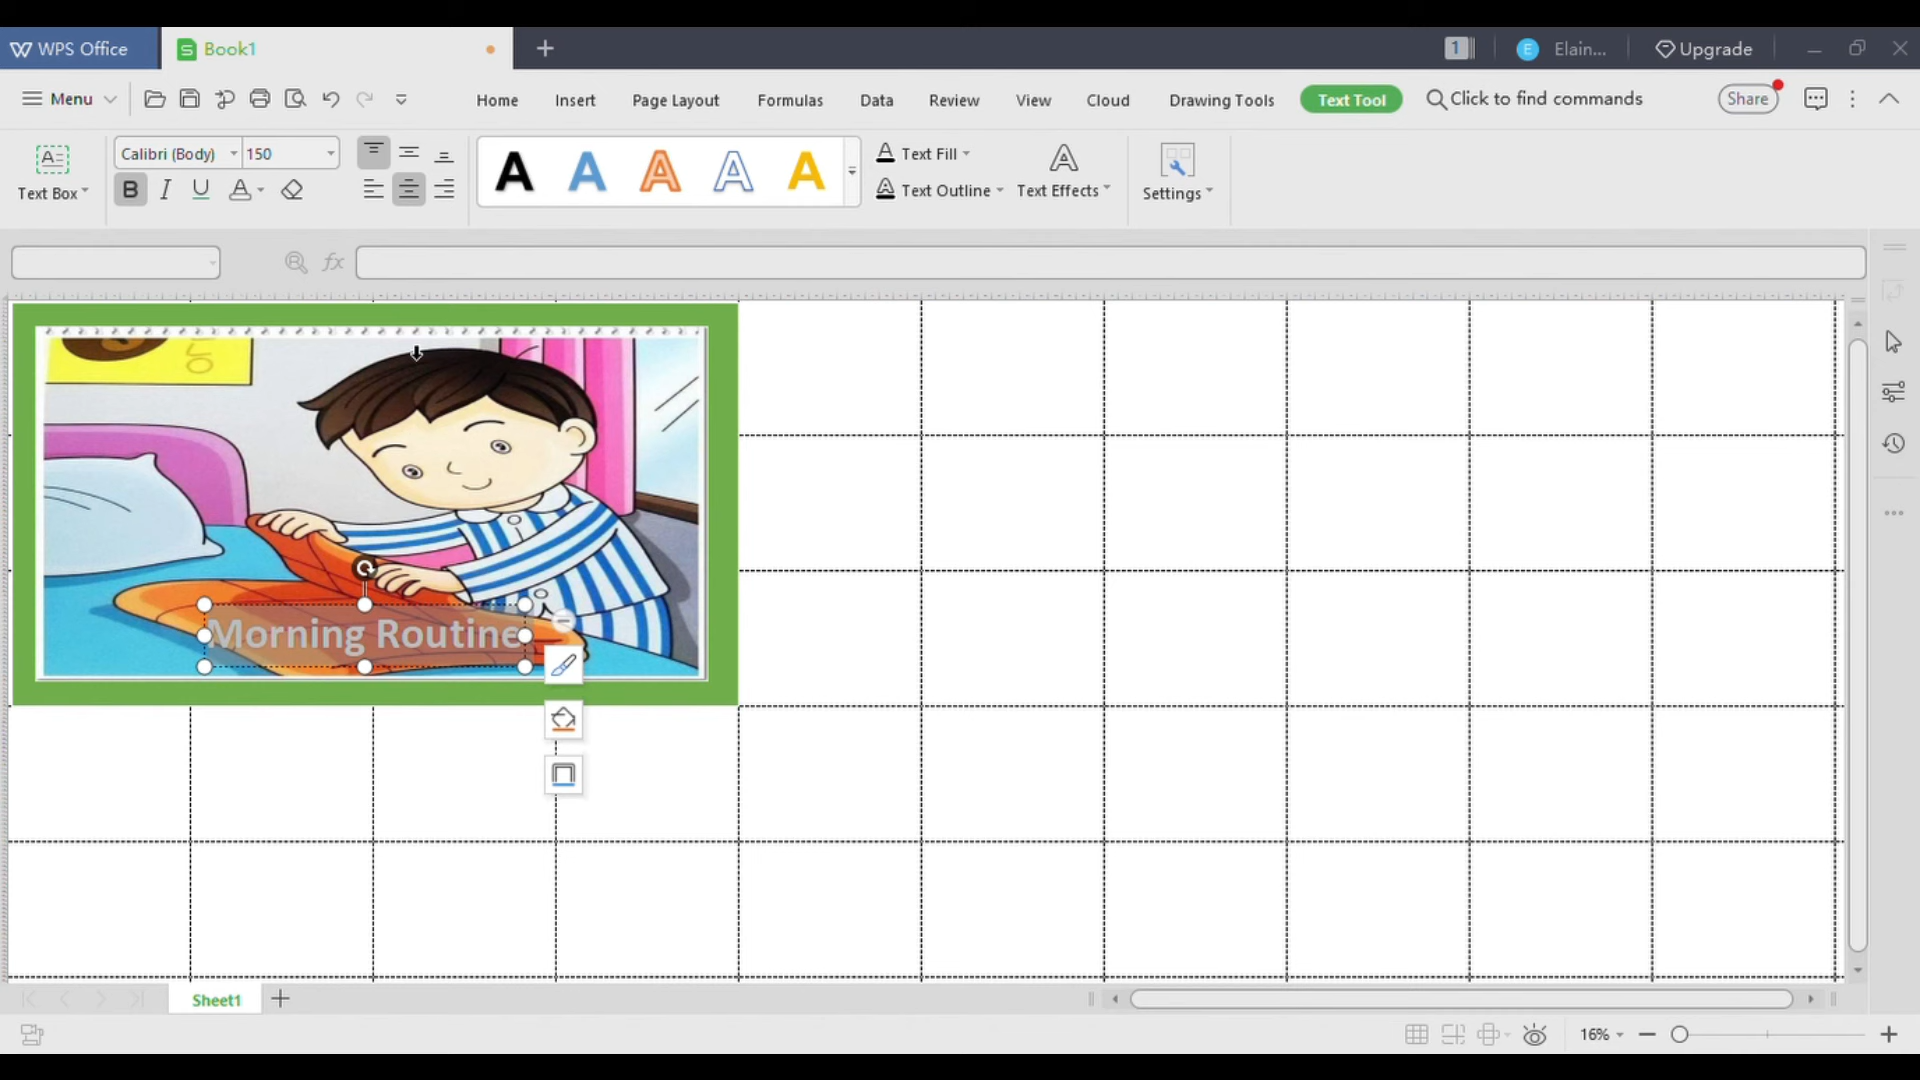 WPS Office
Book1
1
E
Elain...
Upgrade
Menu
Home
Insert
Page Layout
Formulas
Data
Review
View
Cloud
Drawing Tools
Text Tool
Click to find commands
Share
Text Box
Calibri (Body)
150
B
I
U
A
A A A A A
Text Fill
Text Outline
Text Effects
Settings
fx
Morning Routine
Sheet1
16%